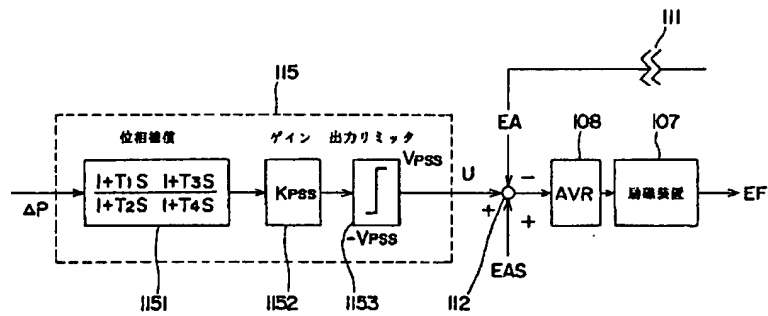 111
115
位相補償 ゲイン 出力リミッタ
VPSS
EA
108
107
1+T1S 1+T3S
1+T2S 1+T4S
KPSS
ΔP
U
−
+
+
AVR
励磁装置
EF
-VPSS
EAS
1151
1152
1153
112